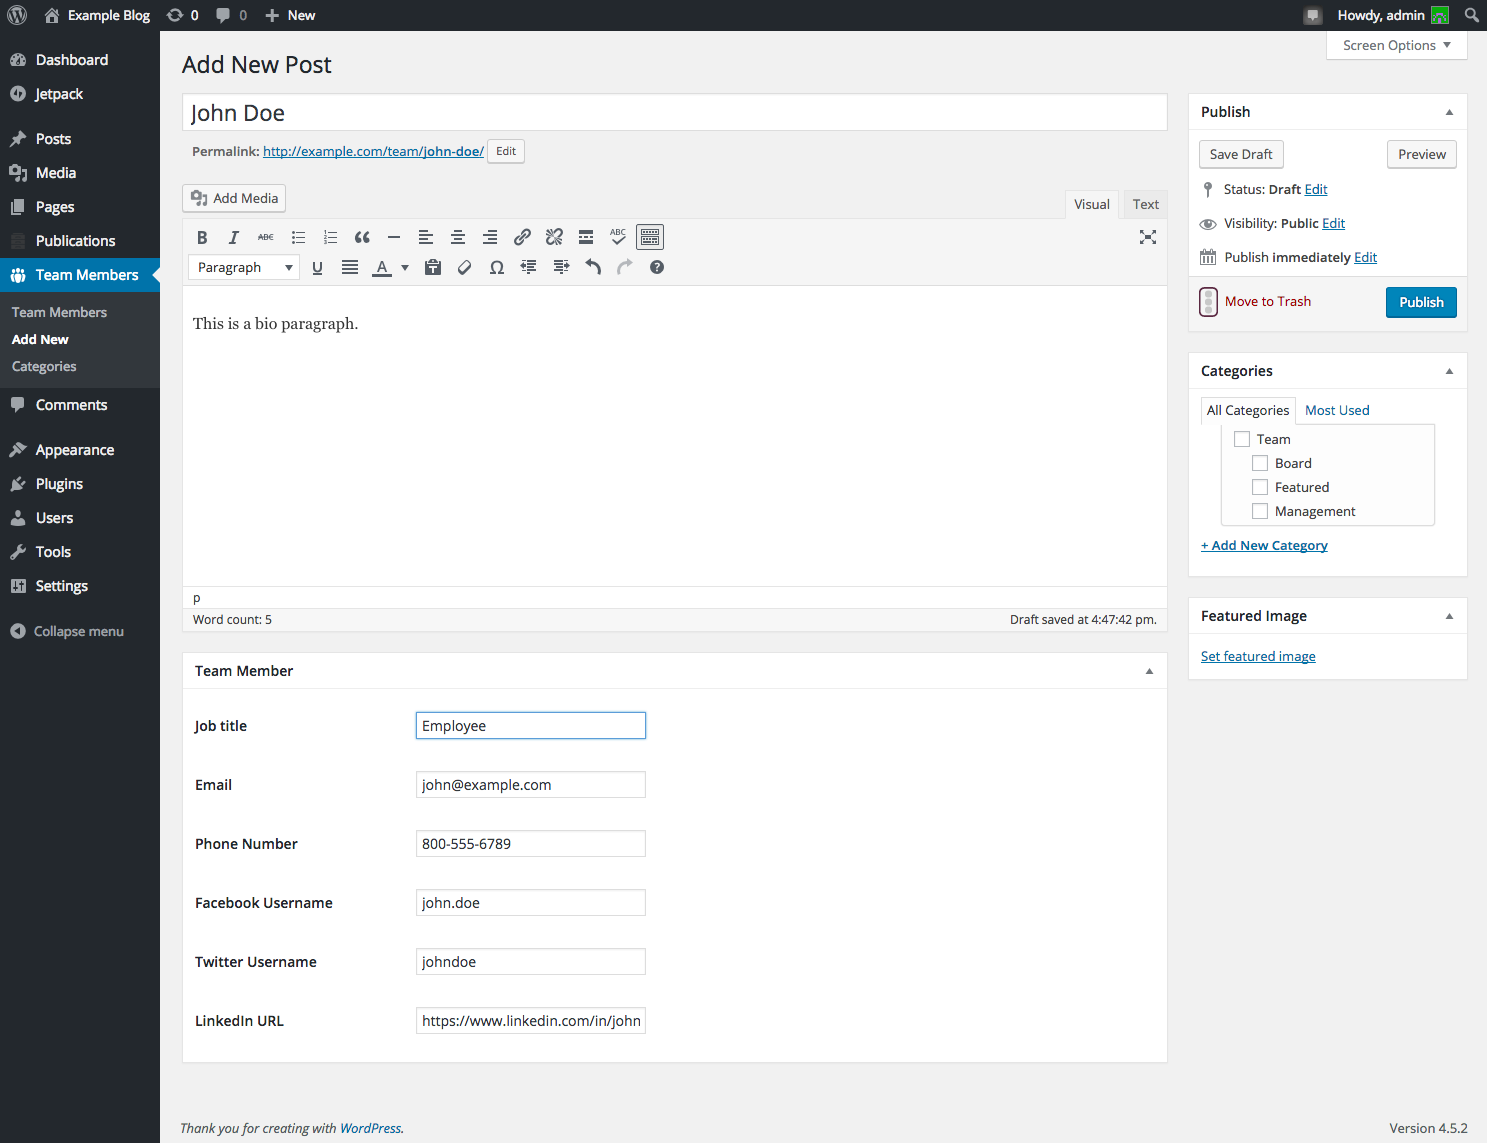 Example Blog 0 0 New Howdy, admin
Screen Options
Dashboard
Jetpack
Posts
Media
Pages
Publications
Team Members
Team Members
Add New
Categories
Comments
Appearance
Plugins
Users
Tools
Settings
Collapse menu
Add New Post
John Doe
Permalink: http://example.com/team/john-doe/ Edit
Add Media
Visual Text
B I ABC ABC
Paragraph U A Ω
This is a bio paragraph.
p
Word count: 5 Draft saved at 4:47:42 pm.
Team Member
Job title Employee
Email john@example.com
Phone Number 800-555-6789
Facebook Username john.doe
Twitter Username johndoe
LinkedIn URL https://www.linkedin.com/in/john
Publish
Save Draft Preview
Status: Draft Edit
Visibility: Public Edit
Publish immediately Edit
Move to Trash Publish
Categories
All Categories Most Used
Team
Board
Featured
Management
+ Add New Category
Featured Image
Set featured image
Thank you for creating with WordPress. Version 4.5.2